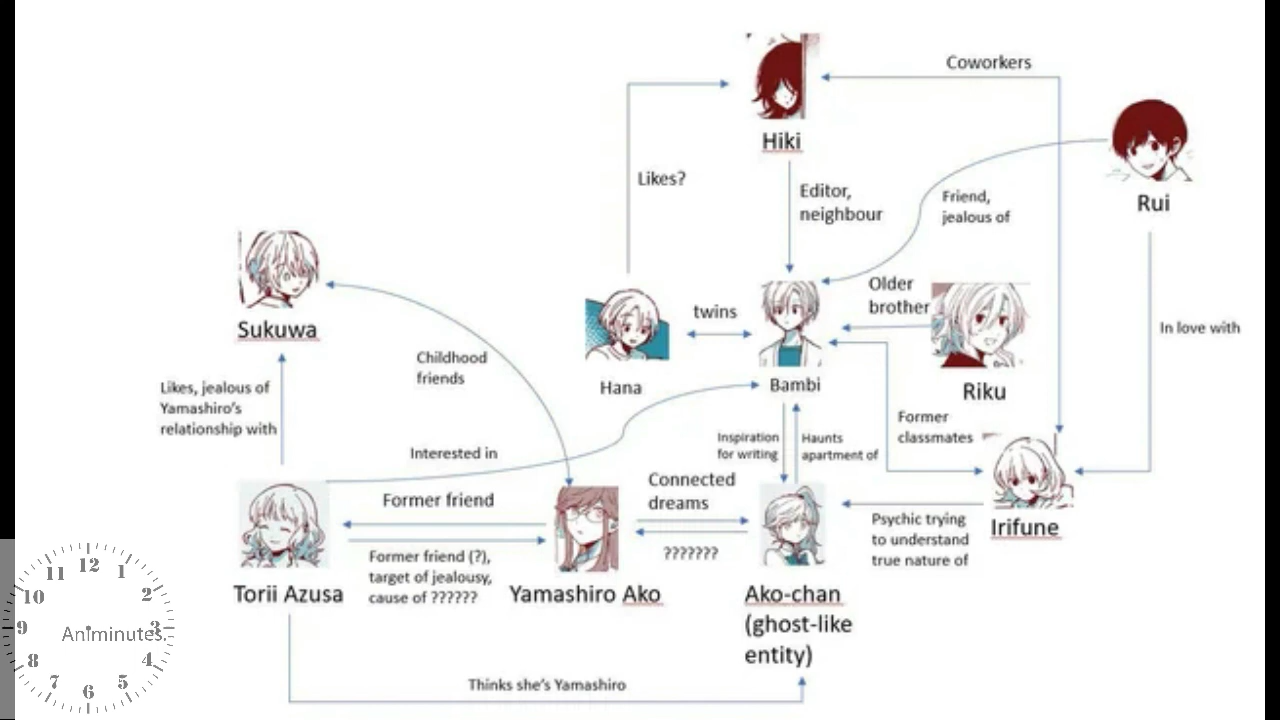 Coworkers
Hiki
Rui
Likes?
Editor,
neighbour
Friend,
jealous of
Older
brother
twins
In love with
Sukuwa
Childhood
friends
Hana
Bambi
Riku
Likes, jealous of
Yamashiro's
relationship with
Former
classmates
Interested in
Inspiration
for writing
Haunts
apartment of
Former friend
Connected
dreams
Psychic trying
to understand
true nature of
Irifune
???????
Former friend (?),
target of jealousy,
cause of ??????
Torii Azusa
Yamashiro Ako
Ako-chan
(ghost-like
entity)
Thinks she's Yamashiro
12
11
1
10
2
9
Animinutes.
3
8
4
7
5
6